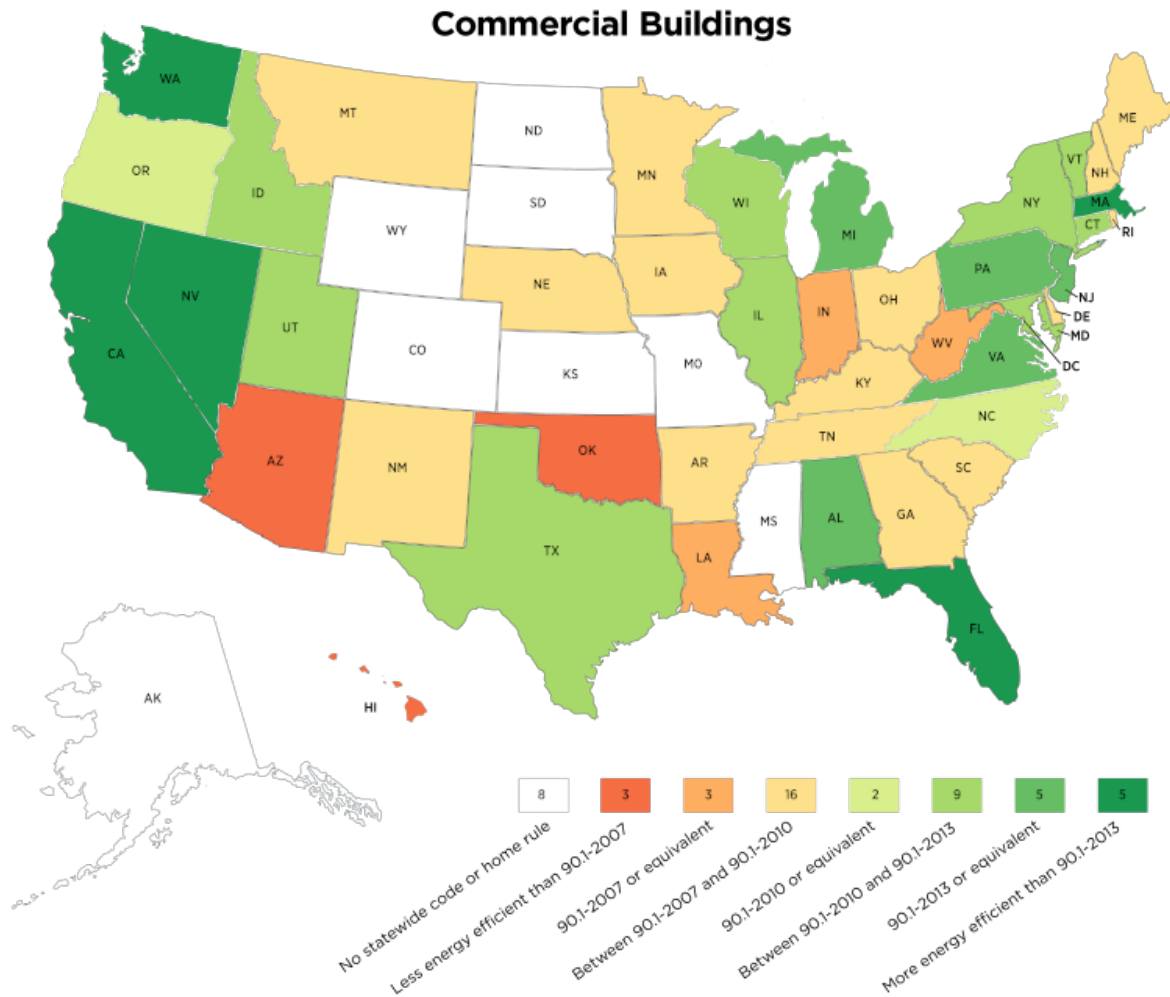 Commercial Buildings
WA
MT
ND
ME
MN
OR
VT
NH
ID
SD
WI
NY
MA
WY
MI
CT
RI
IA
PA
NE
NV
NJ
OH
IN
IL
UT
DE
MD
WV
CO
CA
VA
MO
DC
KS
KY
NC
TN
OK
AZ
AR
NM
SC
GA
MS
AL
TX
LA
FL
AK
HI
8 3 3 16 2 9 5 5
No statewide code or home rule
Less energy efficient than 90.1-2007
90.1-2007 or equivalent
Between 90.1-2007 and 90.1-2010
90.1-2010 or equivalent
Between 90.1-2010 and 90.1-2013
90.1-2013 or equivalent
More energy efficient than 90.1-2013